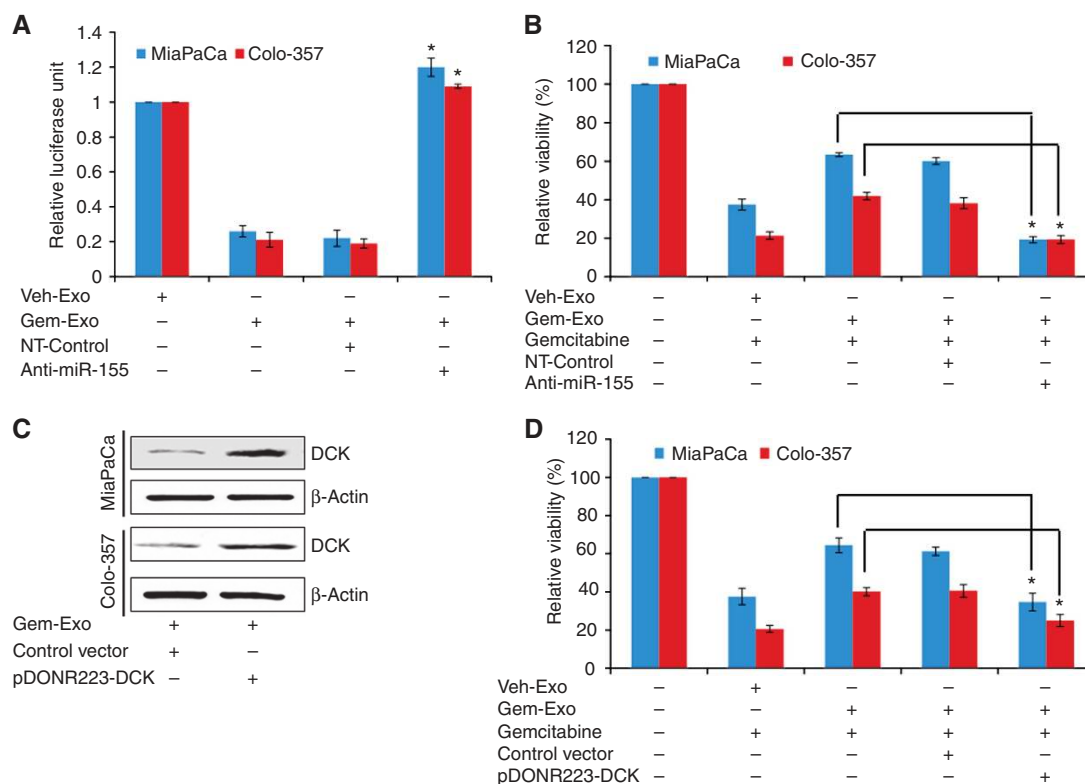 A
Relative luciferase unit
1.4
1.2
1
0.8
0.6
0.4
0.2
0
MiaPaCa Colo-357
* *
Veh-Exo + – – –
Gem-Exo – + + +
NT-Control – – + –
Anti-miR-155 – – – +
B
Relative viability (%)
120
100
80
60
40
20
0
MiaPaCa Colo-357
* *
Veh-Exo – + – – –
Gem-Exo – – + + +
Gemcitabine – + + + +
NT-Control – – – + –
Anti-miR-155 – – – – +
C
MiaPaCa
DCK
β-Actin
Colo-357
DCK
β-Actin
Gem-Exo + +
Control vector + –
pDONR223-DCK – +
D
Relative viability (%)
120
100
80
60
40
20
0
MiaPaCa Colo-357
* *
Veh-Exo – + – – –
Gem-Exo – – + + +
Gemcitabine – + + + +
Control vector – – – + –
pDONR223-DCK – – – – +